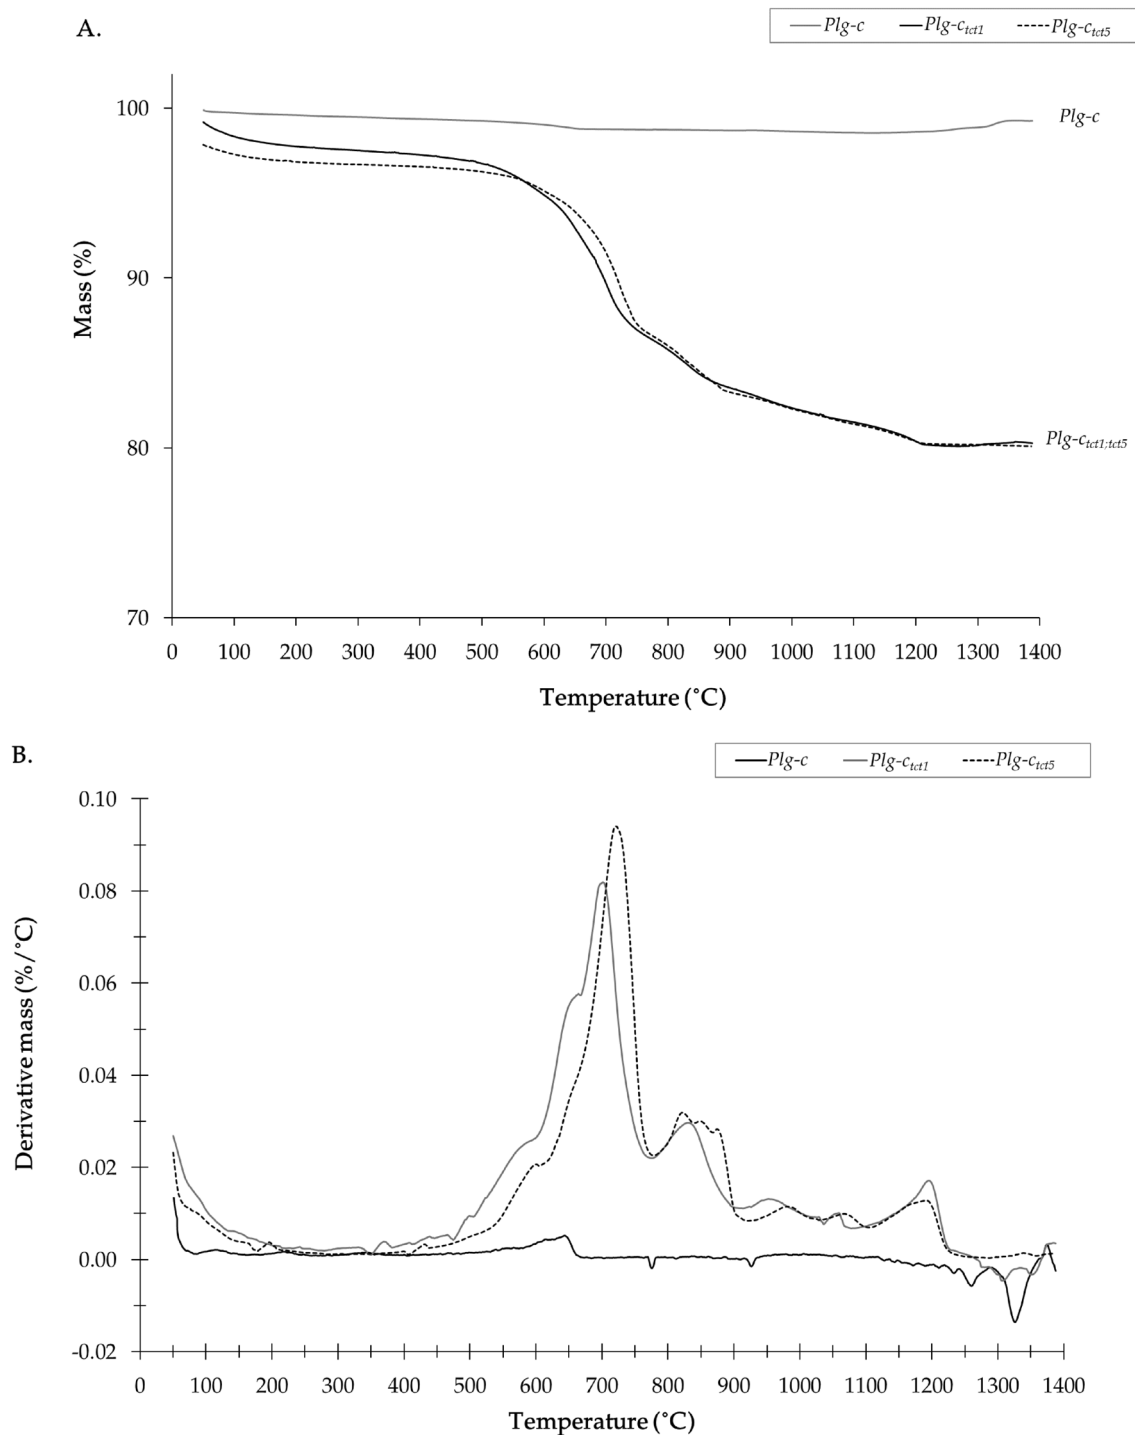 A.
Plg-c Plg-ctct1 Plg-ctct5
100
90
80
70
Mass (%)
Plg-c
Plg-ctct1;tct5
0 100 200 300 400 500 600 700 800 900 1000 1100 1200 1300 1400
Temperature (˚C)
B.
Plg-c Plg-ctct1 Plg-ctct5
0.10
0.08
0.06
0.04
0.02
0.00
-0.02
Derivative mass (%/˚C)
0 100 200 300 400 500 600 700 800 900 1000 1100 1200 1300 1400
Temperature (˚C)